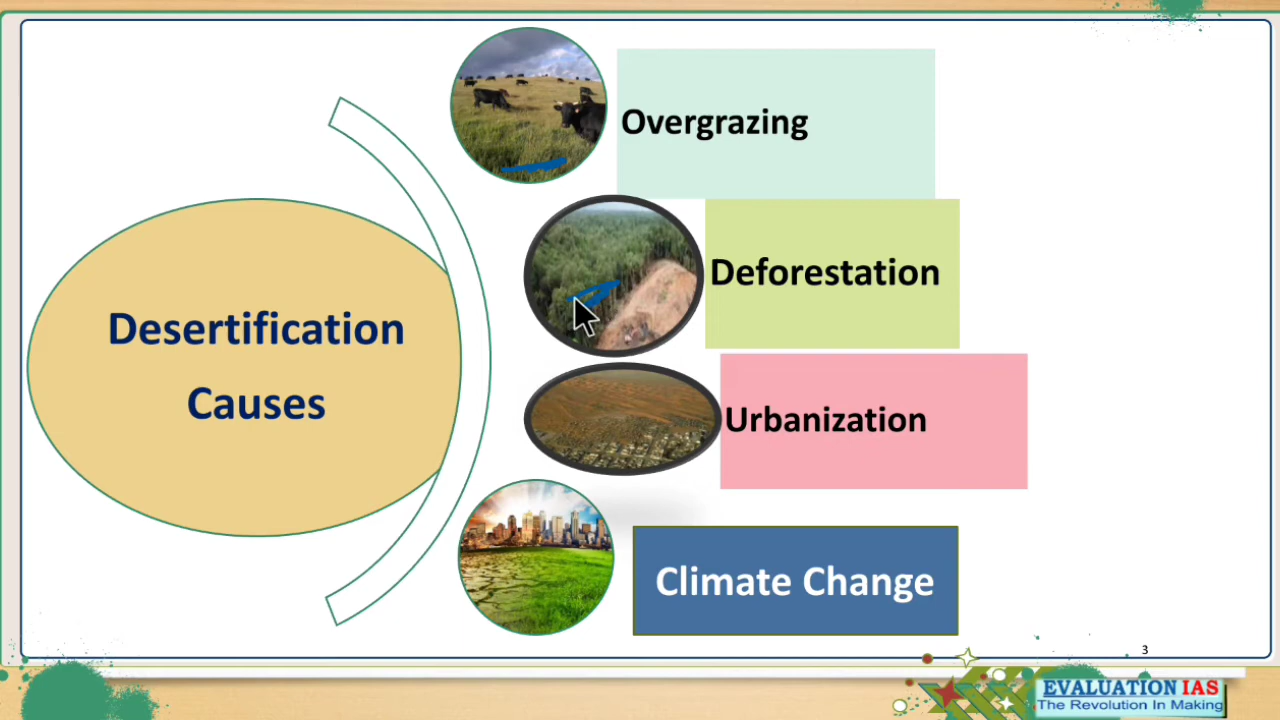 Overgrazing
Deforestation
Desertification
Causes
Urbanization
Climate Change
3
EVALUATION IAS
The Revolution In Making